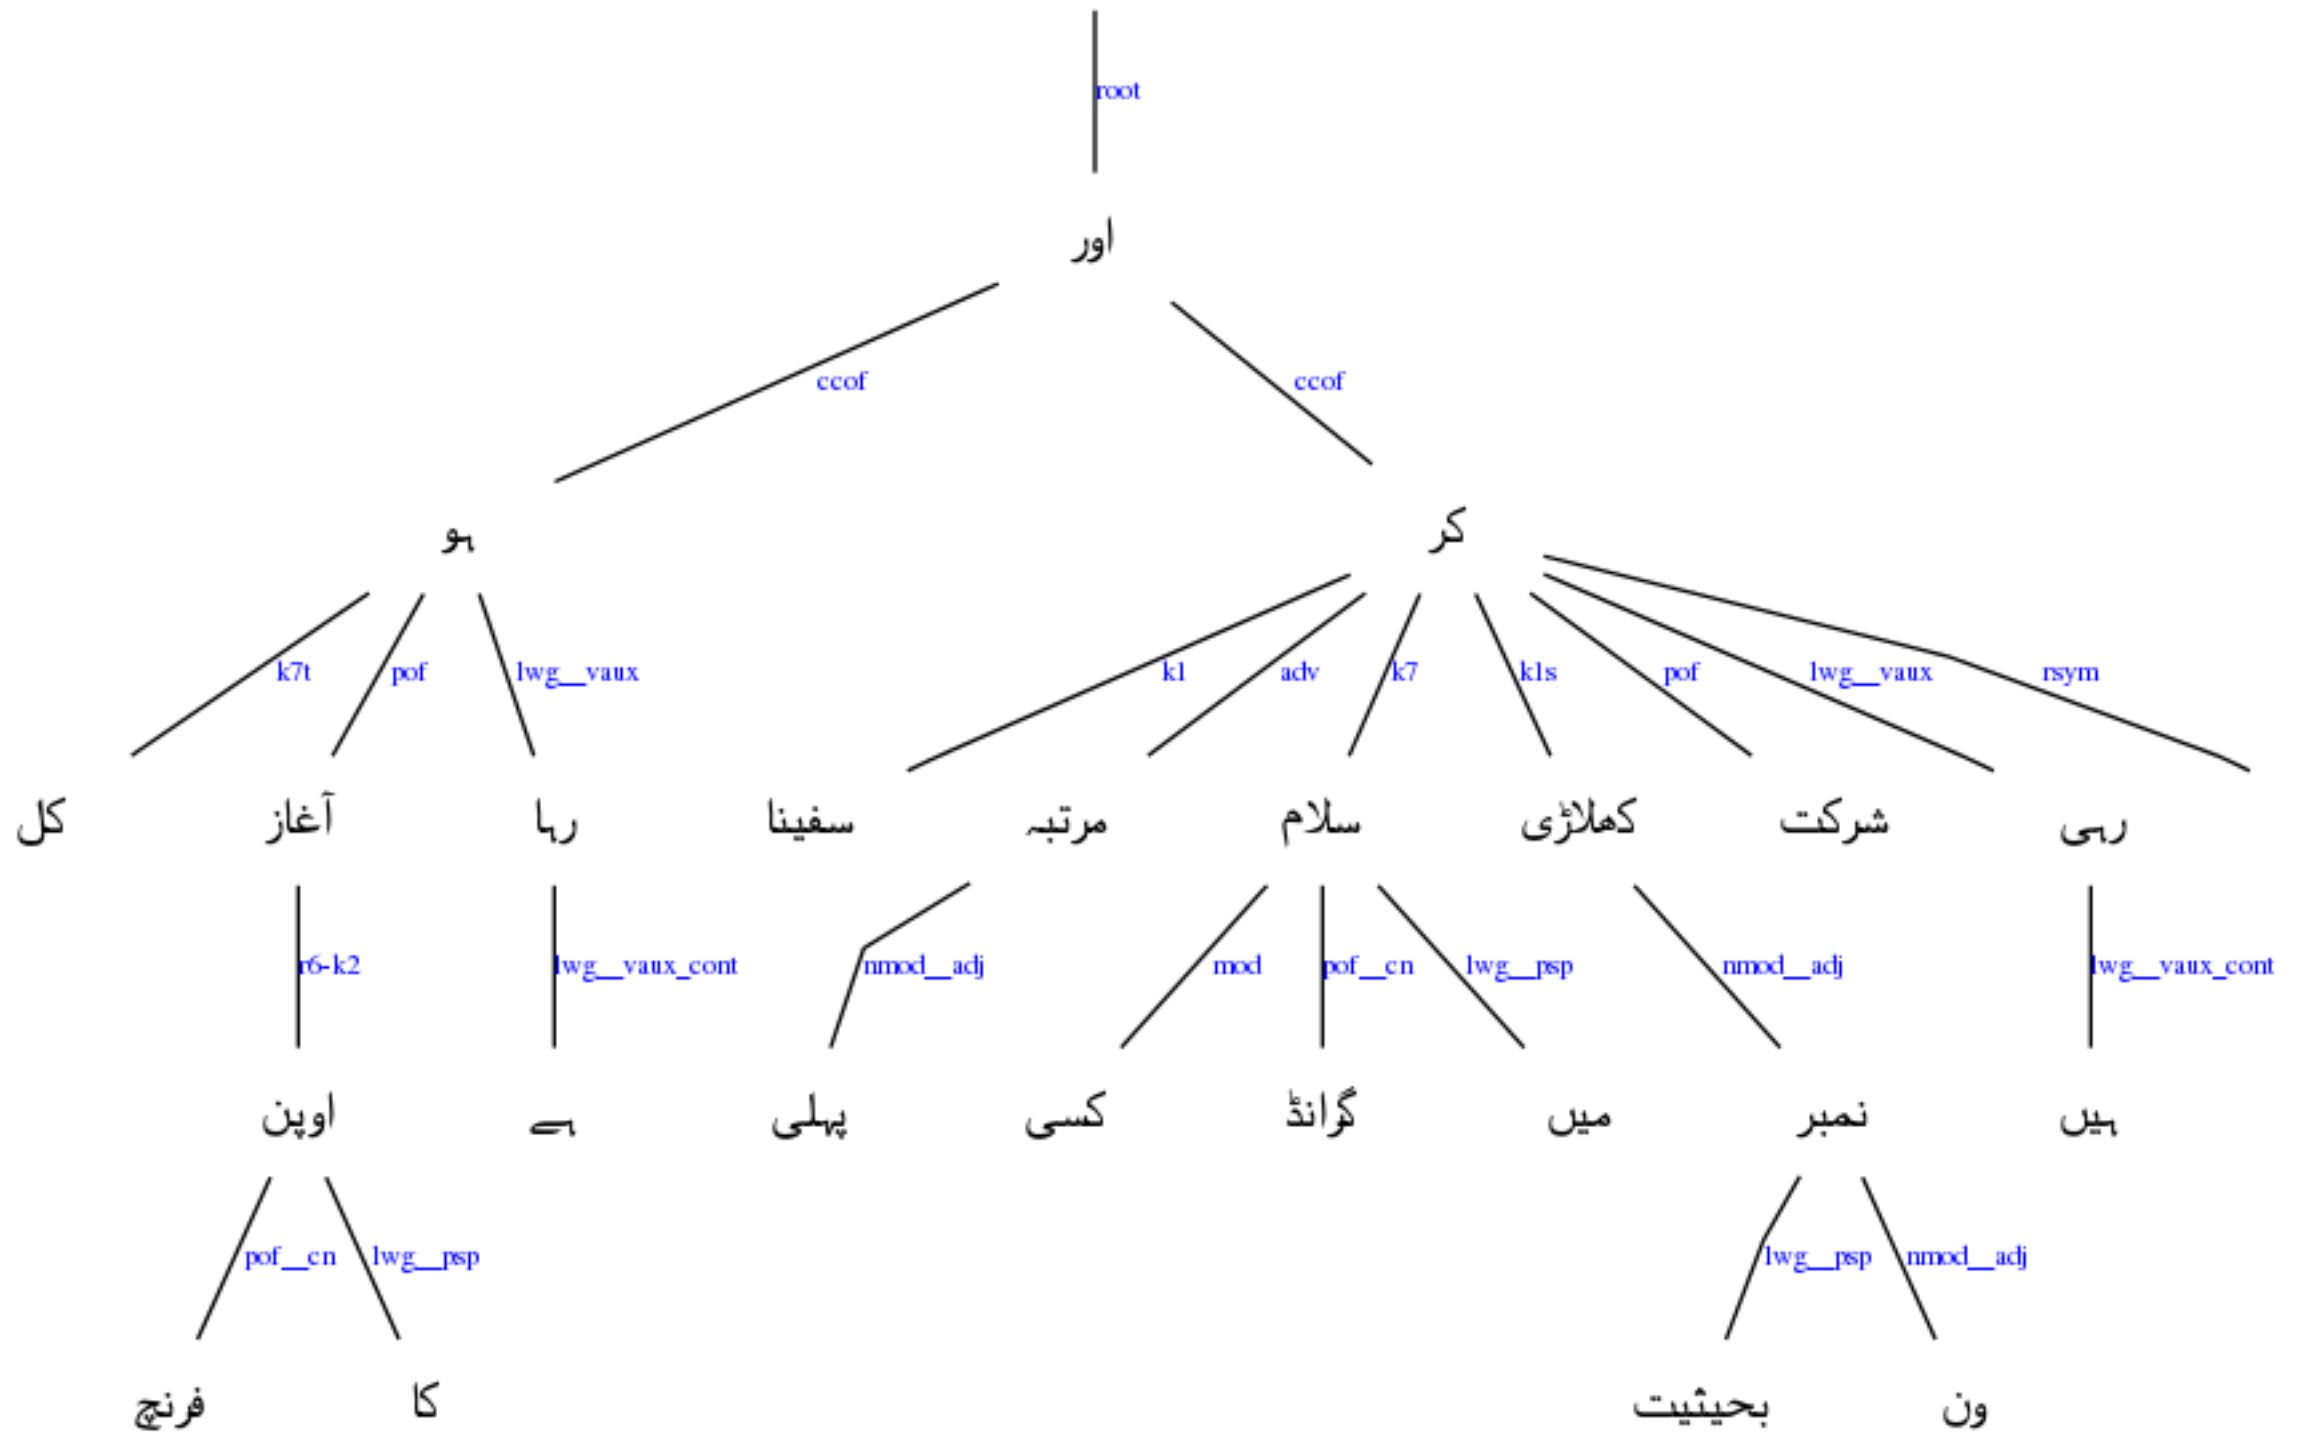 root
اور
ccof ccof
ہو کر
k7t pof lwg__vaux k1 adv k7 k1s pof lwg__vaux rsym
کل آغاز رہا سفینا مرتبہ سلام کھلاڑی شرکت رہی
r6-k2 lwg__vaux_cont nmod__adj mod pof__cn lwg__psp nmod__adj lwg__vaux_cont
اوپن ہے پہلی کسی گرانڈ میں نمبر ہیں
pof__cn lwg__psp lwg__psp nmod__adj
فرنچ کا بحیثیت ون